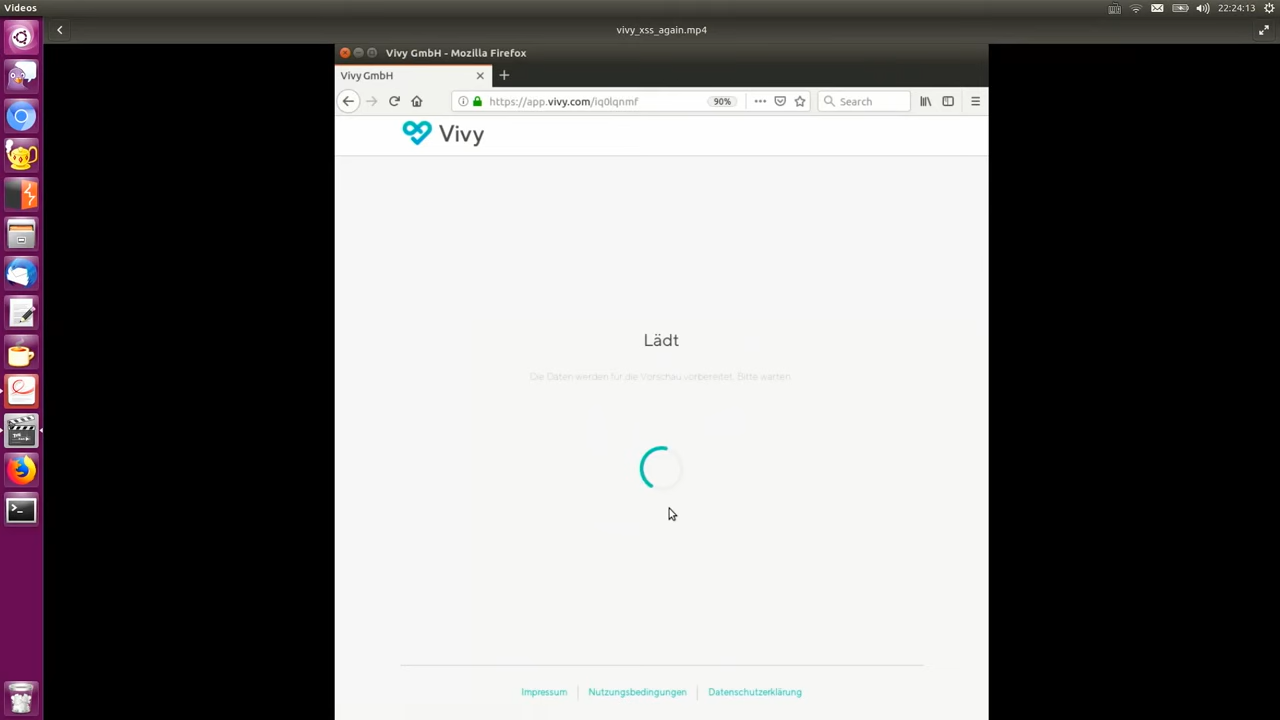 Videos
22:24:13
vivy_xss_again.mp4
Vivy GmbH - Mozilla Firefox
Vivy GmbH
https://app.vivy.com/iq0lqnmf
90%
Search
Vivy
Lädt
Die Daten werden für die Vorschau vorbereitet. Bitte warten.
Impressum
Nutzungsbedingungen
Datenschutzerklärung